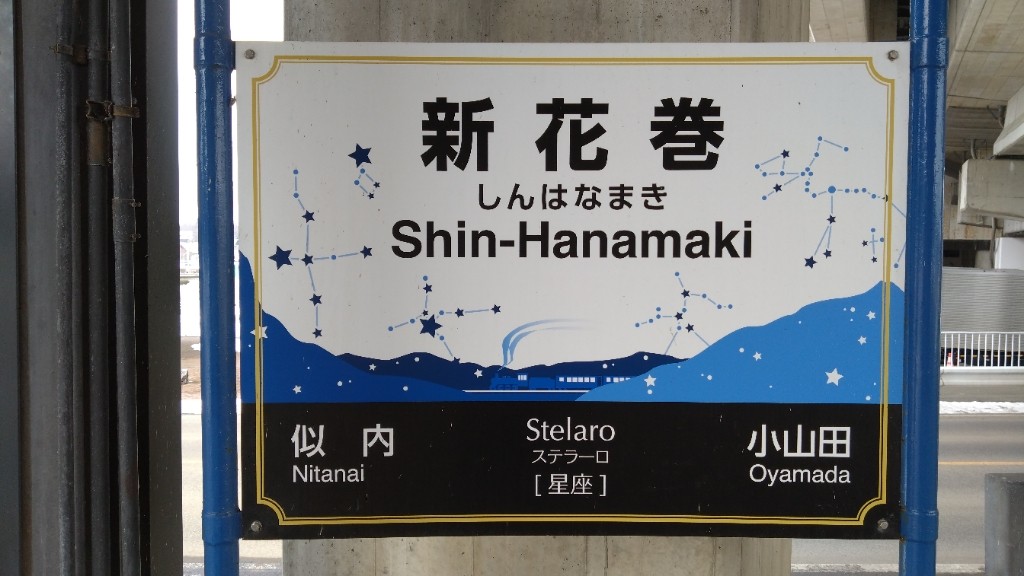 新花巻
しんはなまき
Shin-Hanamaki
似内
Nitanai
Stelaro
ステラーロ
[星座]
小山田
Oyamada